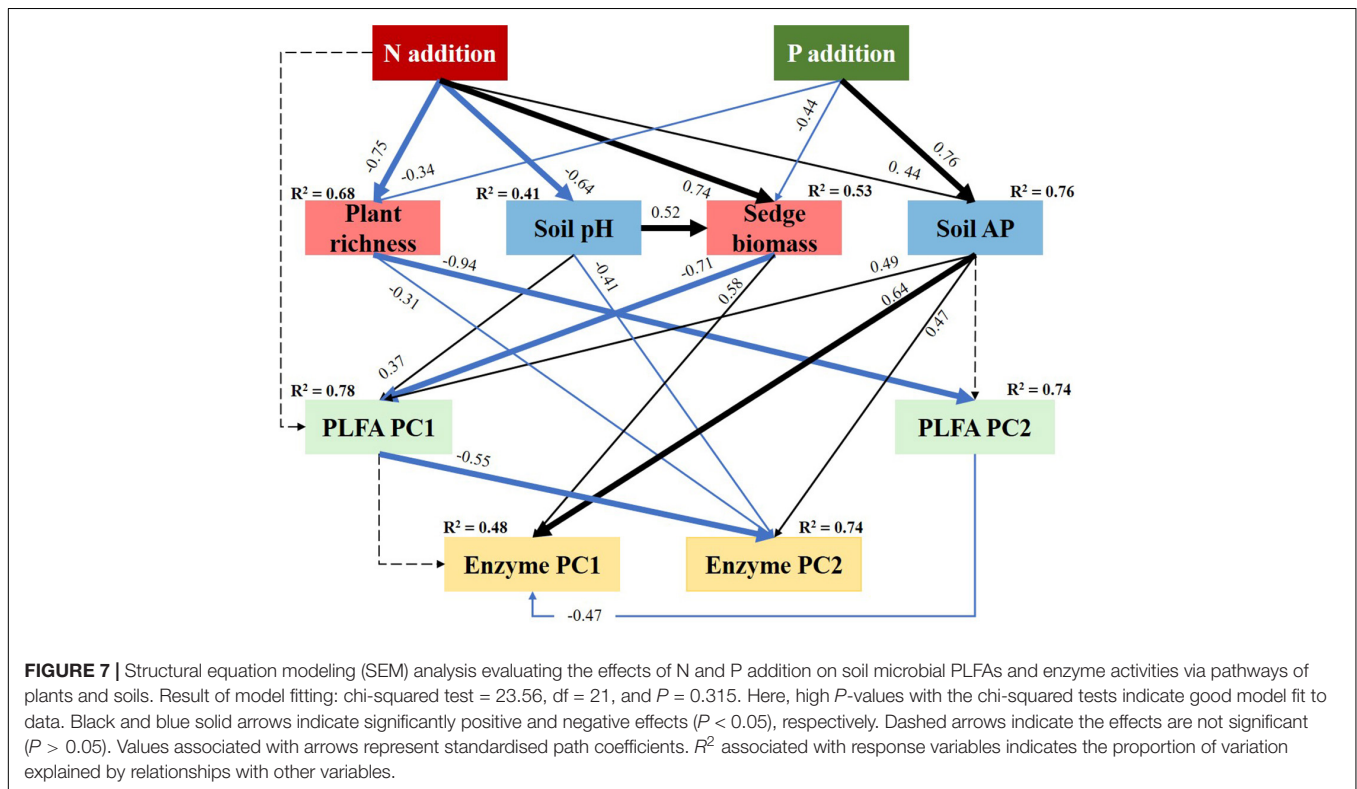 N addition
P addition
-0.75
-0.34
-0.64
0.74
-0.44
0. 44
0.76
R² = 0.68
R² = 0.41
R² = 0.53
R² = 0.76
Plant
richness
Soil pH
0.52
Sedge
biomass
Soil AP
-0.94
-0.31
-0.41
-0.71
0.58
0.49
0.64
0.47
0.37
R² = 0.78
R² = 0.74
PLFA PC1
PLFA PC2
-0.55
R² = 0.48
R² = 0.74
Enzyme PC1
Enzyme PC2
-0.47
FIGURE 7 | Structural equation modeling (SEM) analysis evaluating the effects of N and P addition on soil microbial PLFAs and enzyme activities via pathways of
plants and soils. Result of model fitting: chi-squared test = 23.56, df = 21, and P = 0.315. Here, high P-values with the chi-squared tests indicate good model fit to
data. Black and blue solid arrows indicate significantly positive and negative effects (P < 0.05), respectively. Dashed arrows indicate the effects are not significant
(P > 0.05). Values associated with arrows represent standardised path coefficients. R² associated with response variables indicates the proportion of variation
explained by relationships with other variables.